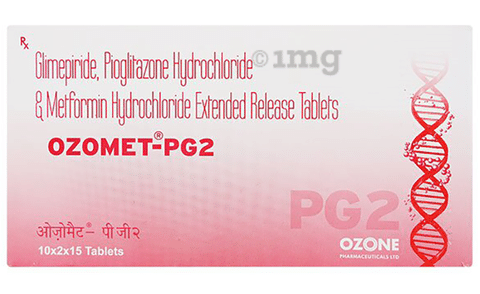 Rx
Glimepiride, Pioglitazone Hydrochloride
& Metformin Hydrochloride Extended Release Tablets
OZOMET®-PG2
PG2
ओज़ोमैट® - पी जी २
10x2x15 Tablets
OZONE
PHARMACEUTICALS LTD
© 1mg